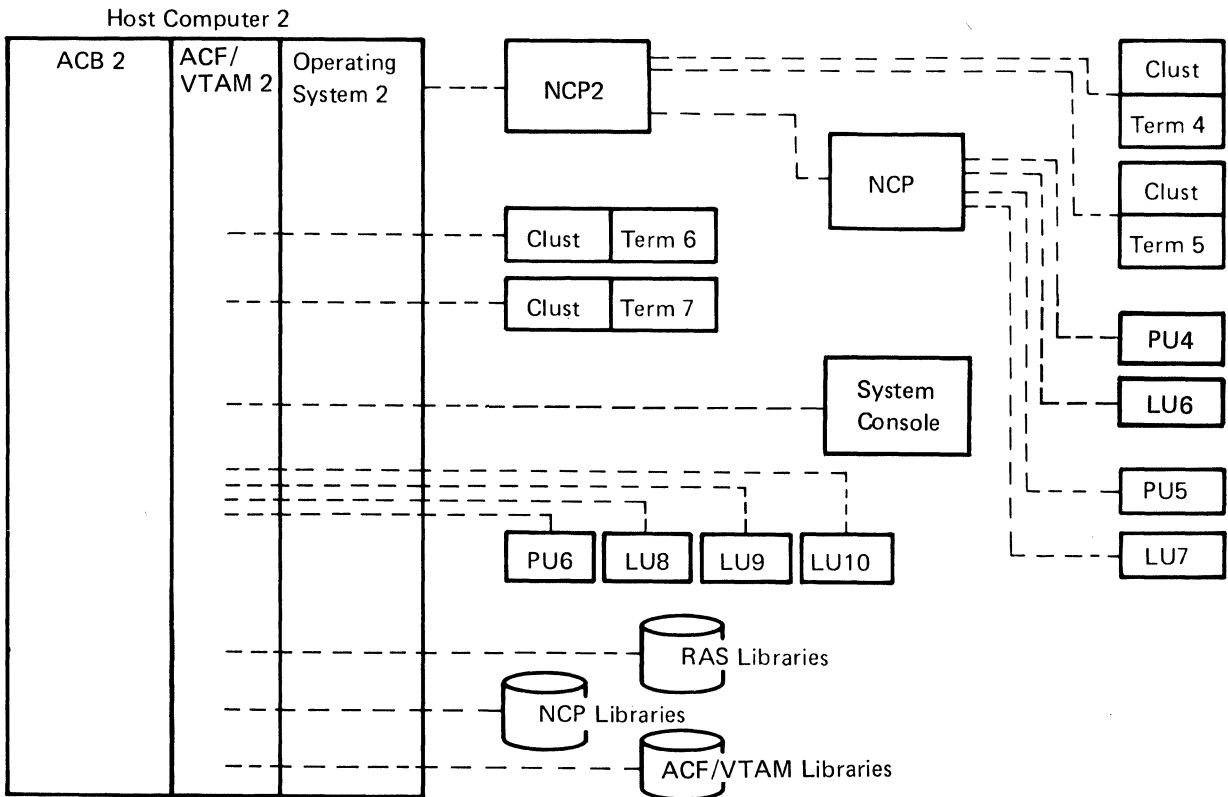 Host Computer 2
ACB 2
ACF/
VTAM 2
Operating
System 2
NCP2
NCP
Clust
Term 4
Clust
Term 5
Clust
Term 6
Clust
Term 7
PU4
LU6
System
Console
PU5
LU7
PU6
LU8
LU9
LU10
RAS Libraries
NCP Libraries
ACF/VTAM Libraries